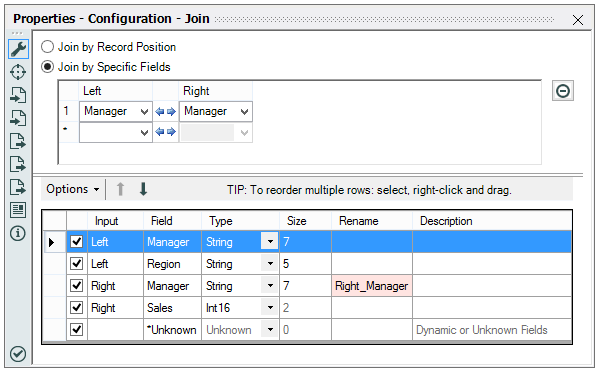 Properties - Configuration - Join
Join by Record Position
Join by Specific Fields
Left Right
1 Manager Manager
*
Options TIP: To reorder multiple rows: select, right-click and drag.
Input Field Type Size Rename Description
Left Manager String 7
Left Region String 5
Right Manager String 7 Right_Manager
Right Sales Int16 2
*Unknown Unknown 0 Dynamic or Unknown Fields